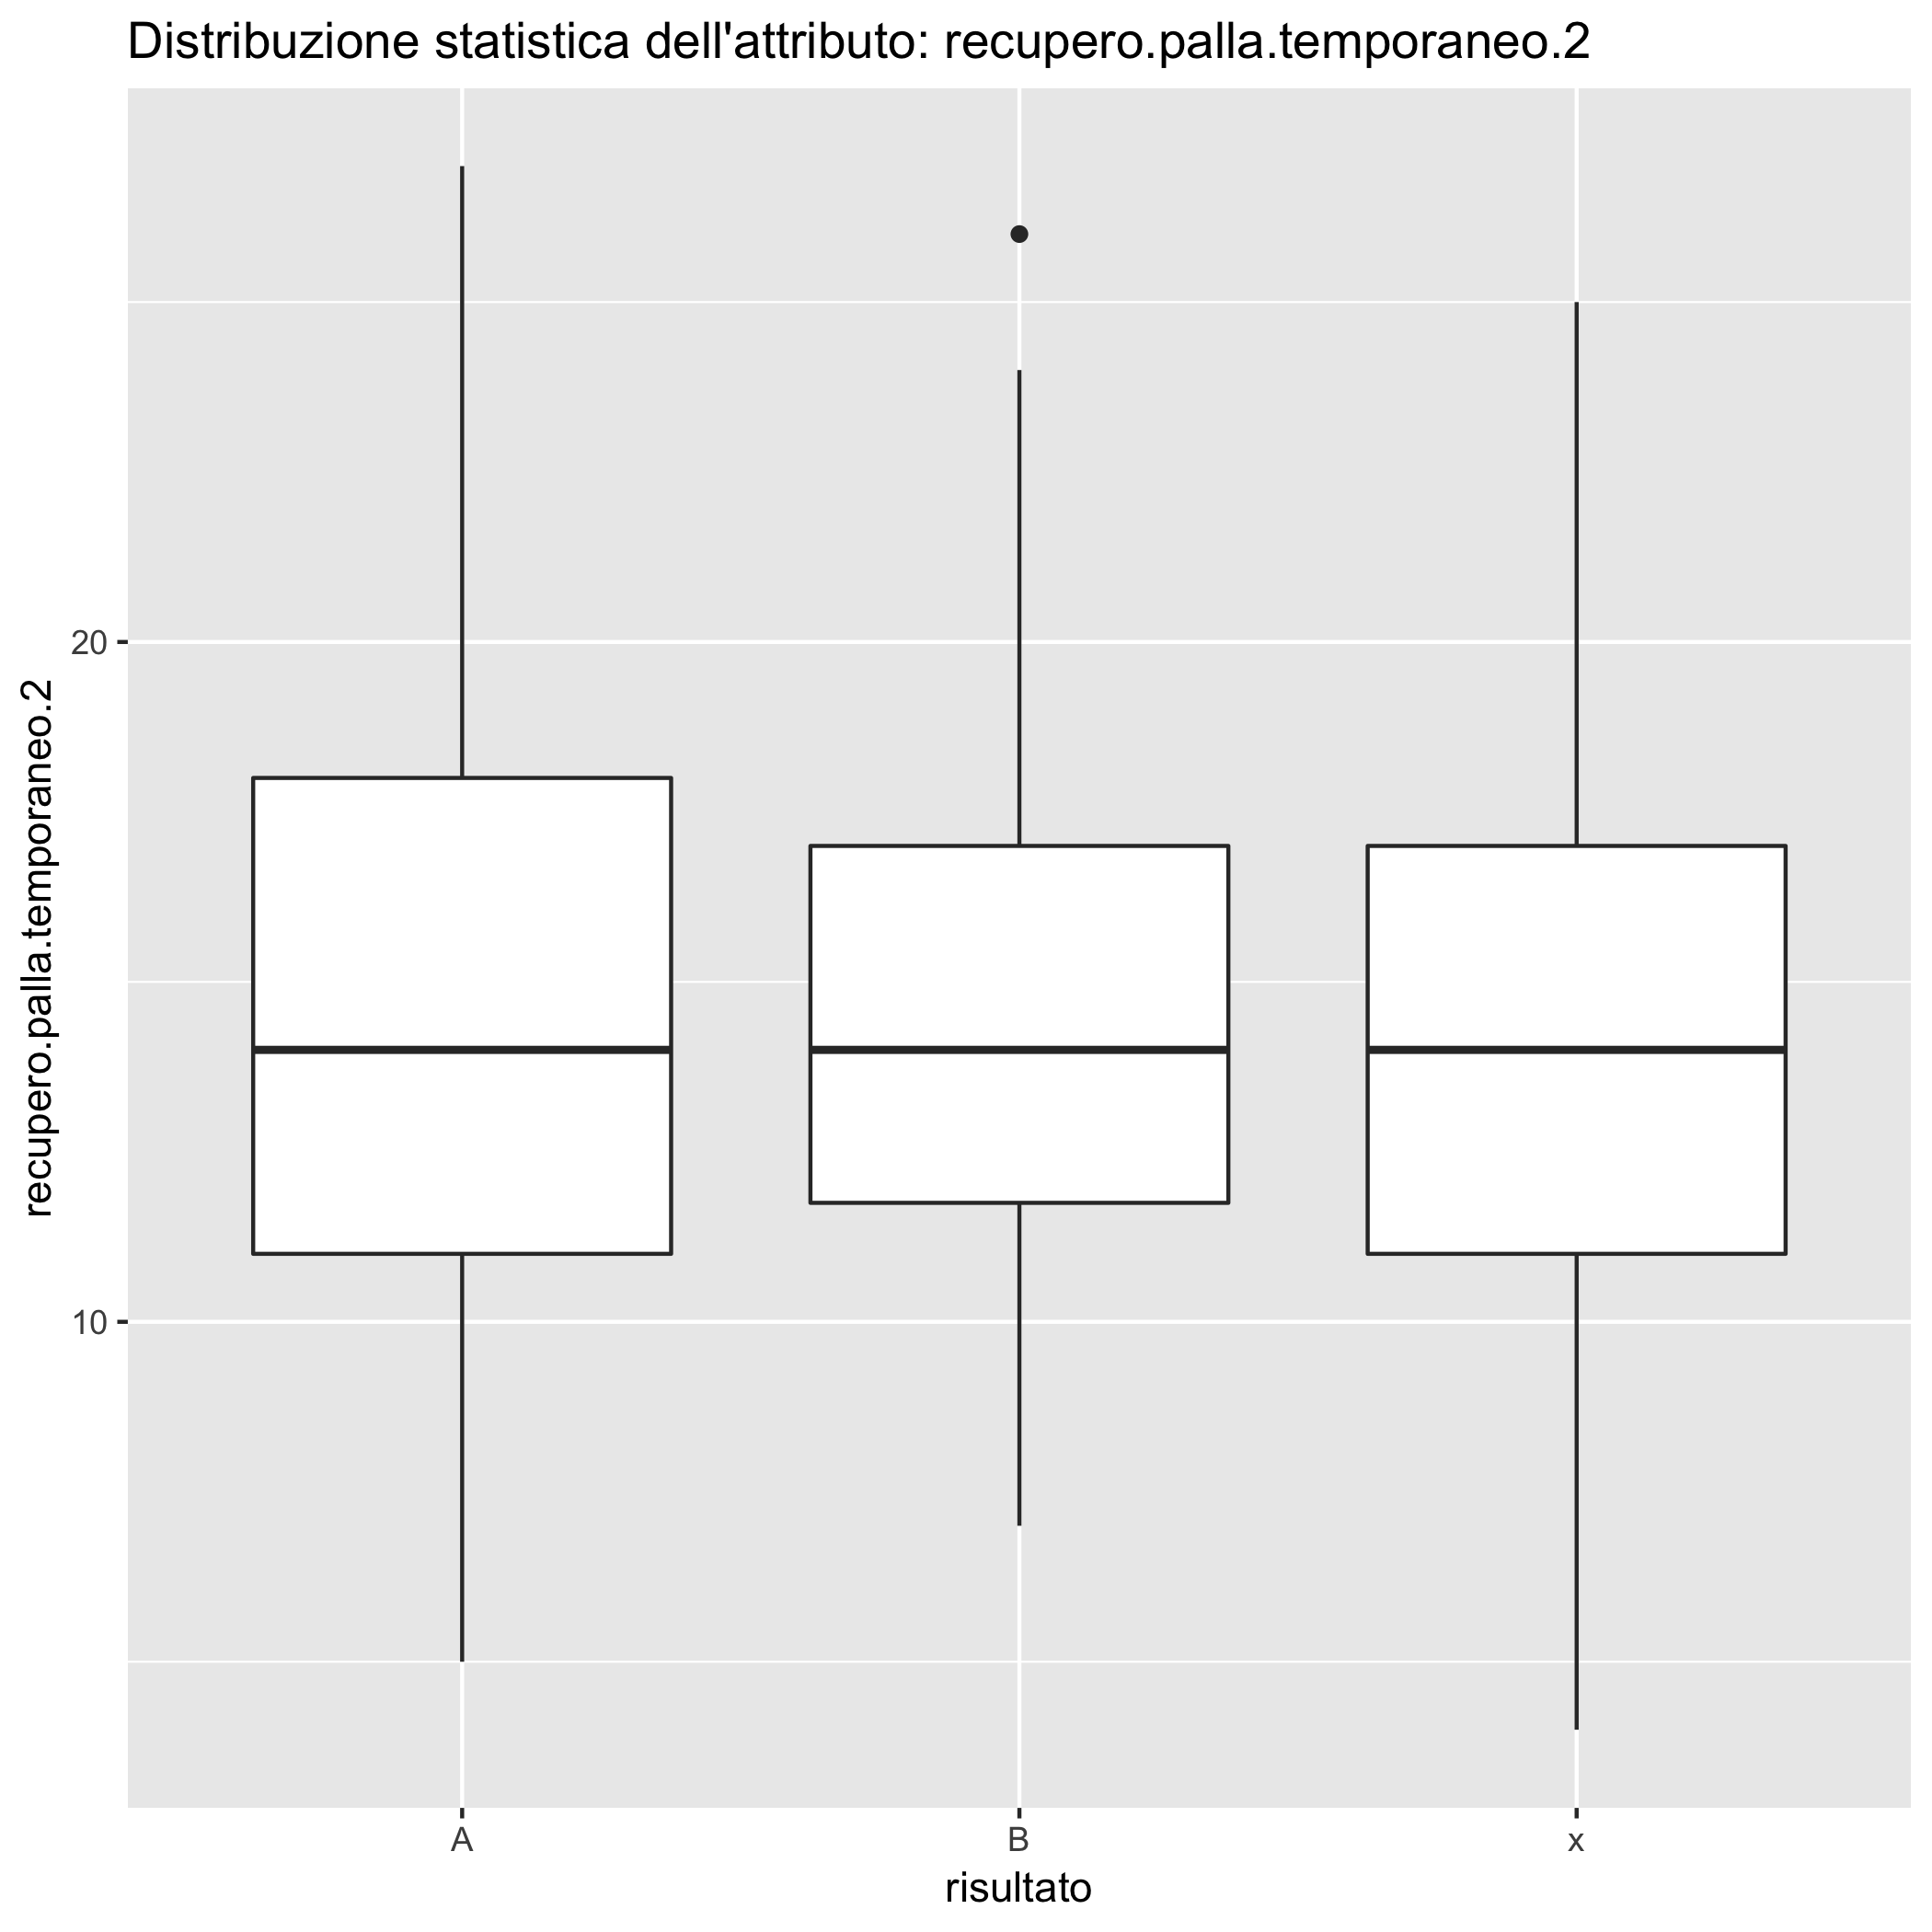 Distribuzione statistica dell'attributo: recupero.palla.temporaneo.2
recupero.palla.temporaneo.2
20
10
A
B
x
risultato